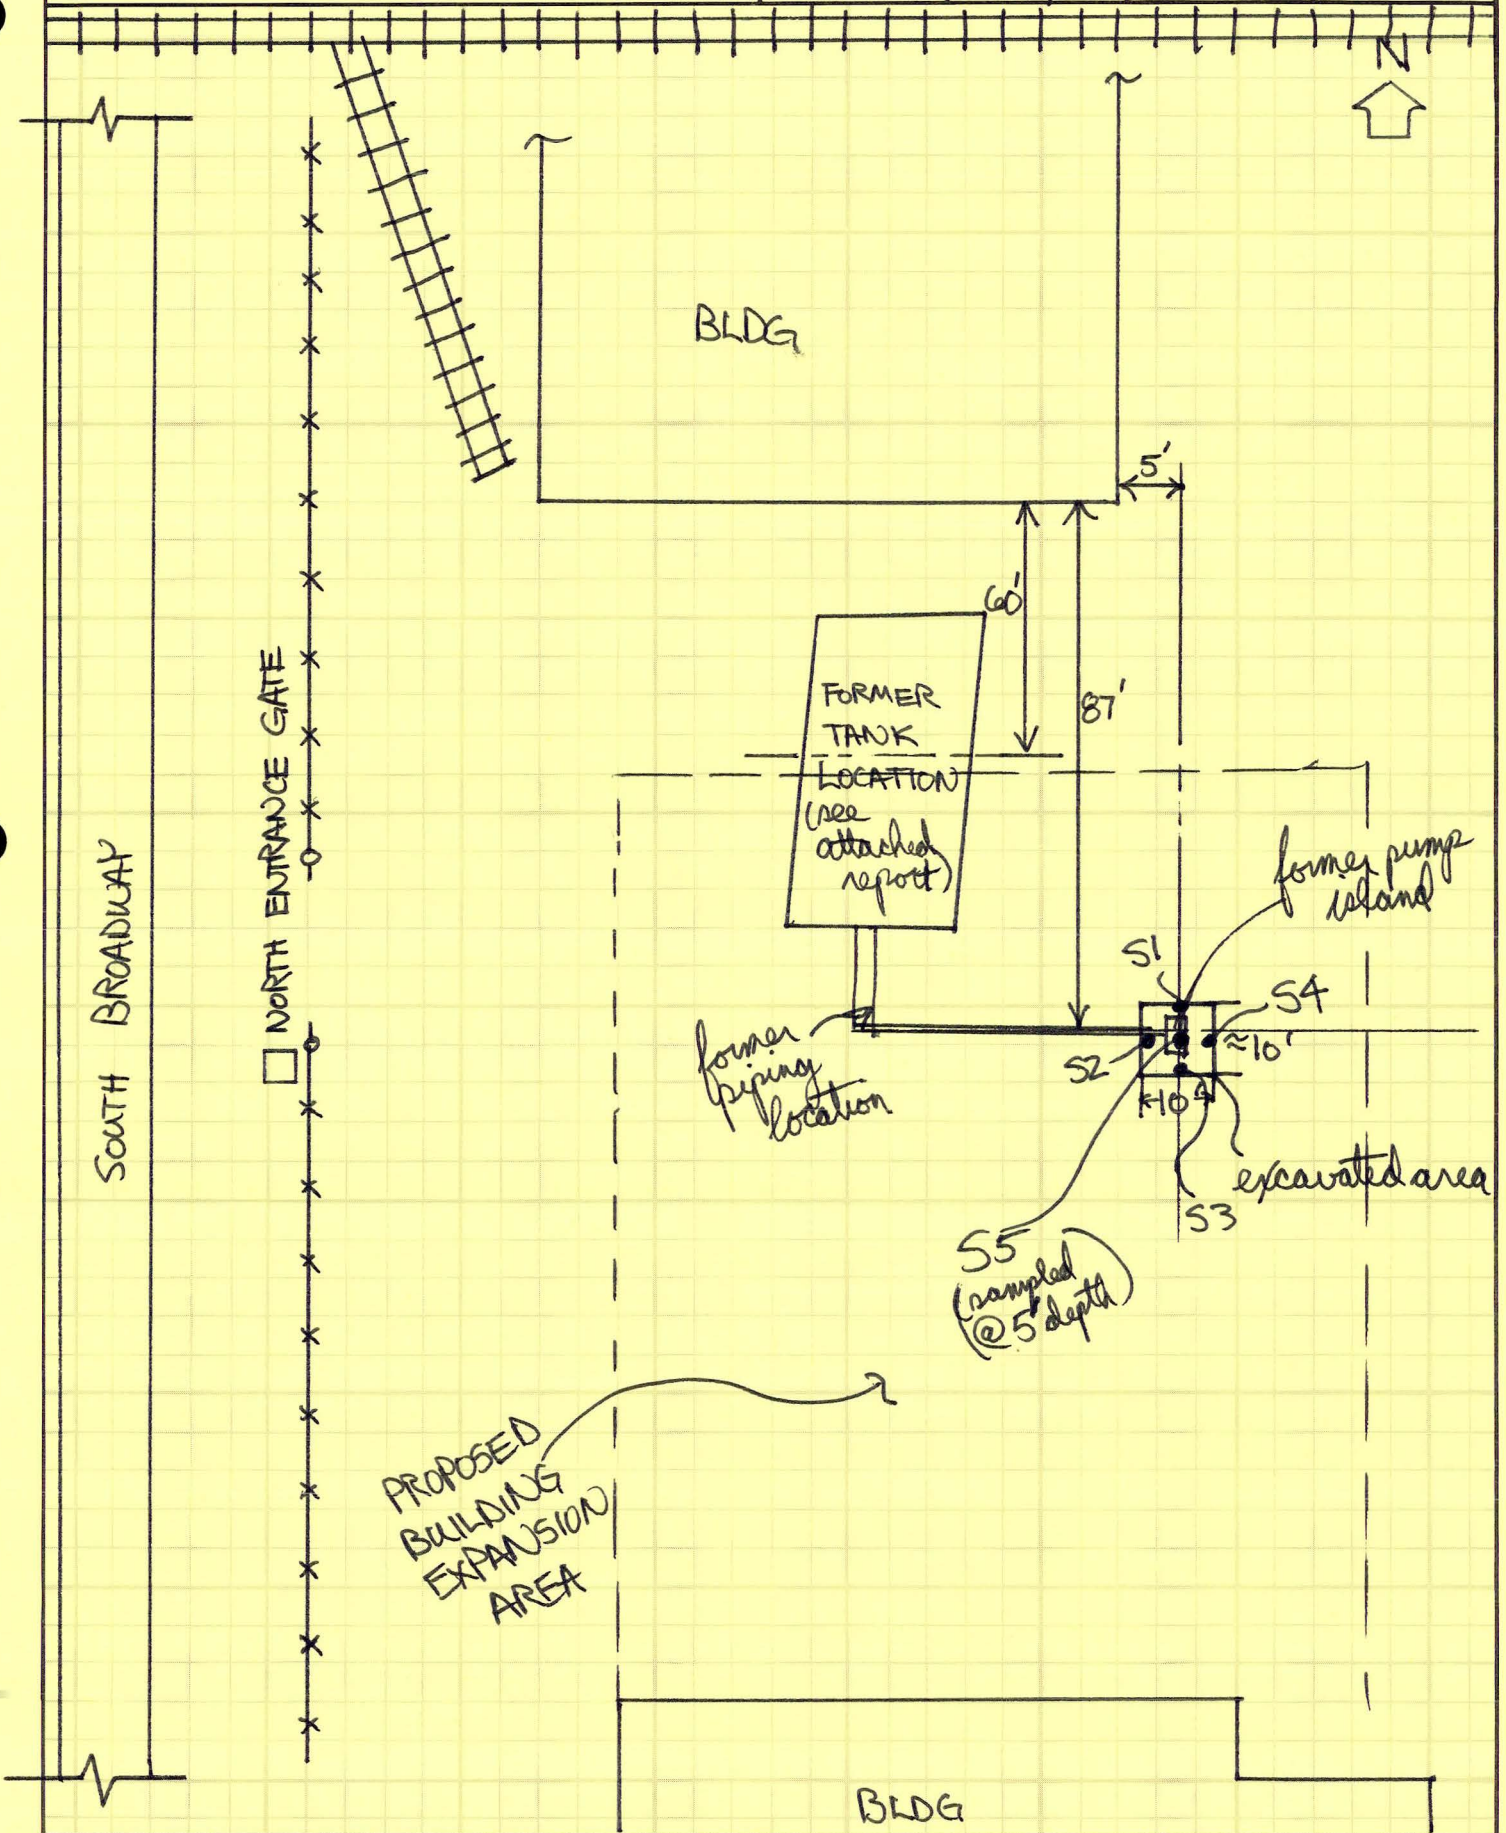 N
BLDG
5'
60'
87'
FORMER
TANK
LOCATION
(see
attached
report)
NORTH ENTRANCE GATE
SOUTH BROADWAY
former pump
island
S1
S4
S2
≈10'
10'
former
piping
location
excavated area
S3
S5
(sampled
@ 5' depth)
PROPOSED
BUILDING
EXPANSION
AREA
BLDG